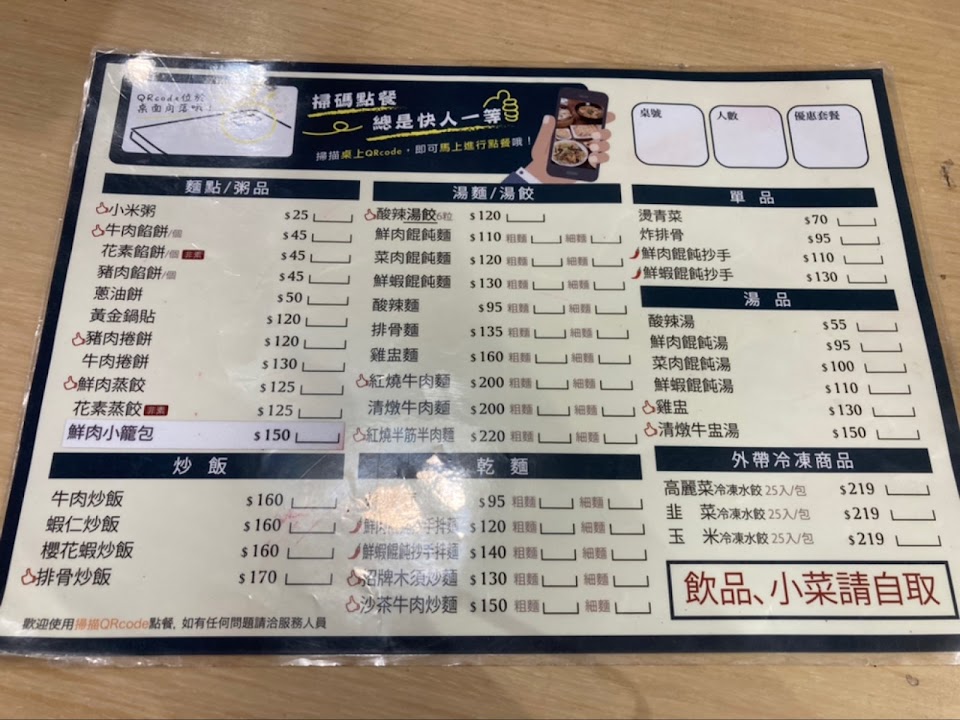 QRcode位於
桌面角落哦!
掃碼點餐
總是快人一等
掃描桌上QRcode，即可馬上進行點餐哦！
桌號
人數
優惠套餐
麵點/粥品
小米粥 $25
牛肉餡餅/個 $45
花素餡餅/個 $45
豬肉餡餅/個 $45
蔥油餅 $50
黃金鍋貼 $120
豬肉捲餅 $120
牛肉捲餅 $130
鮮肉蒸餃 $125
花素蒸餃 $125
鮮肉小籠包 $150
炒飯
牛肉炒飯 $160
蝦仁炒飯 $160
櫻花蝦炒飯 $160
排骨炒飯 $170
歡迎使用掃描QRcode點餐, 如有任何問題請洽服務人員
湯麵/湯餃
酸辣湯餃6粒 $120
鮮肉餛飩麵 $110 粗麵 細麵
菜肉餛飩麵 $120 粗麵 細麵
鮮蝦餛飩麵 $130 粗麵 細麵
酸辣麵 $95 粗麵 細麵
排骨麵 $135 粗麵 細麵
雞盅麵 $160 粗麵 細麵
紅燒牛肉麵 $200 粗麵 細麵
清燉牛肉麵 $200 粗麵 細麵
紅燒半筋半肉麵 $220 粗麵 細麵
乾麵
$95 粗麵 細麵
鮮肉 手拌麵 $120 粗麵 細麵
鮮蝦餛飩抄手拌麵 $140 粗麵 細麵
招牌木須炒麵 $130 粗麵 細麵
沙茶牛肉炒麵 $150 粗麵 細麵
單品
燙青菜 $70
炸排骨 $95
鮮肉餛飩抄手 $110
鮮蝦餛飩抄手 $130
湯品
酸辣湯 $55
鮮肉餛飩湯 $95
菜肉餛飩湯 $100
鮮蝦餛飩湯 $110
雞盅 $130
清燉牛盅湯 $150
外帶冷凍商品
高麗菜冷凍水餃 25入/包 $219
韭菜冷凍水餃 25入/包 $219
玉米冷凍水餃 25入/包 $219
飲品、小菜請自取